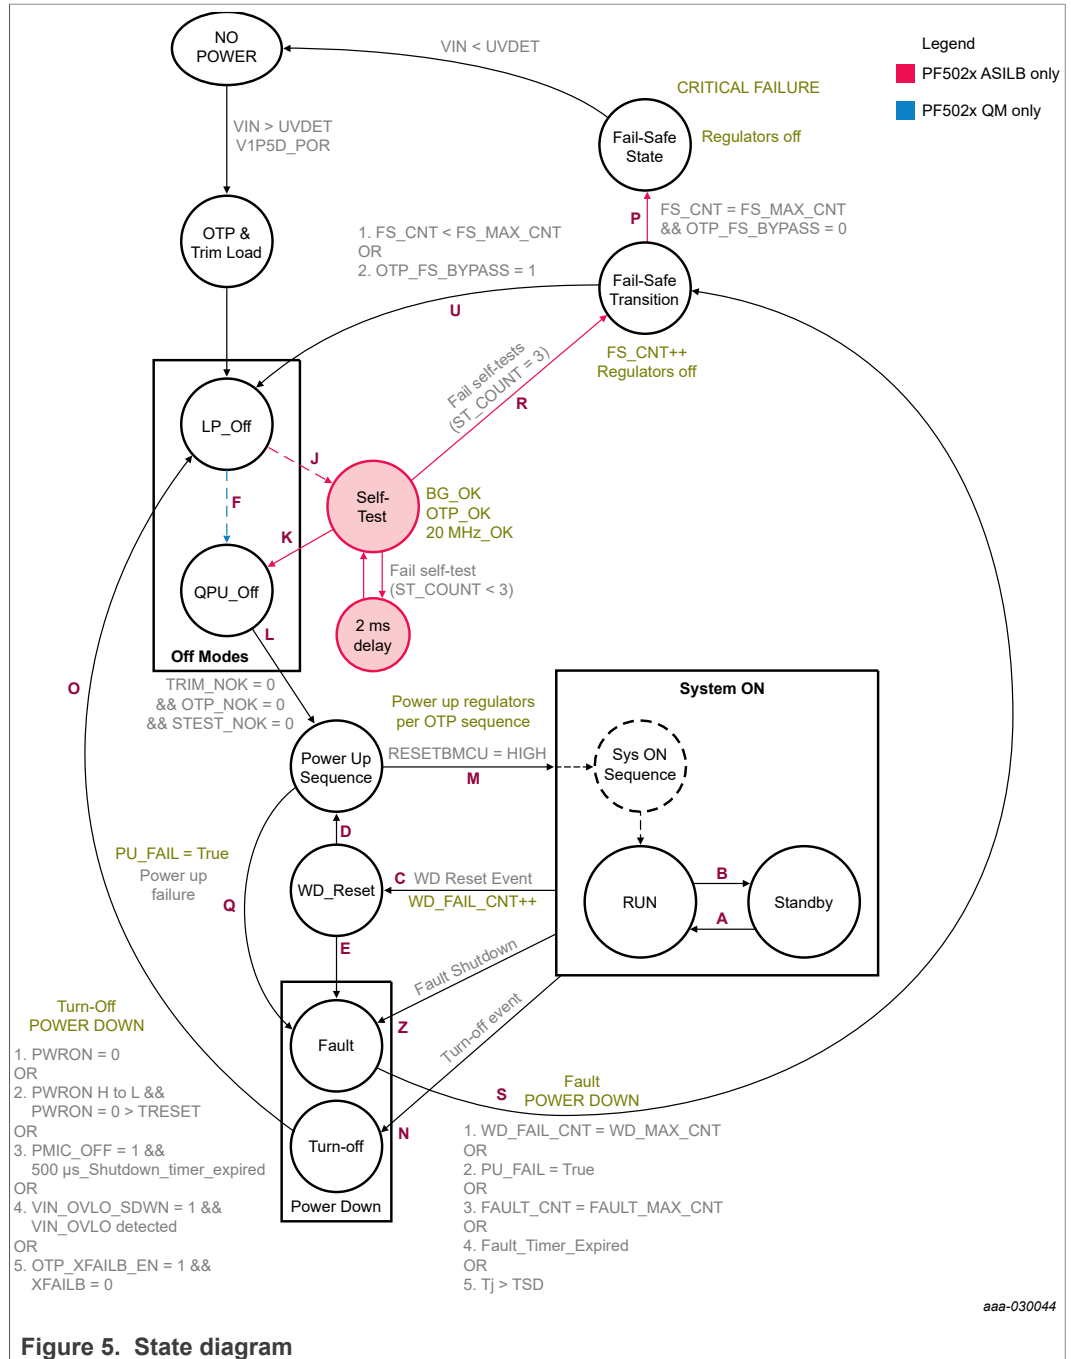 NO
POWER
VIN < UVDET
Legend
PF502x ASILB only
PF502x QM only
CRITICAL FAILURE
Fail-Safe
State
Regulators off
VIN > UVDET
V1P5D_POR
P
FS_CNT = FS_MAX_CNT
&& OTP_FS_BYPASS = 0
OTP &
Trim Load
1. FS_CNT < FS_MAX_CNT
OR
2. OTP_FS_BYPASS = 1
Fail-Safe
Transition
U
FS_CNT++
Regulators off
Fail self-tests
(ST_COUNT = 3)
R
LP_Off
J
F
Self-
Test
BG_OK
OTP_OK
20 MHz_OK
K
Fail self-test
(ST_COUNT < 3)
QPU_Off
2 ms
delay
L
Off Modes
O
TRIM_NOK = 0
&& OTP_NOK = 0
&& STEST_NOK = 0
Power up regulators
per OTP sequence
System ON
Power Up
Sequence
RESETBMCU = HIGH
M
Sys ON
Sequence
D
PU_FAIL = True
Power up
failure
Q
WD_Reset
C WD Reset Event
WD_FAIL_CNT++
RUN
B
A
Standby
E
Fault Shutdown
Z
Turn-off event
Fault
S
Fault
POWER DOWN
N
Turn-off
Power Down
Turn-Off
POWER DOWN
1. PWRON = 0
OR
2. PWRON H to L &&
PWRON = 0 > TRESET
OR
3. PMIC_OFF = 1 &&
500 µs_Shutdown_timer_expired
OR
4. VIN_OVLO_SDWN = 1 &&
VIN_OVLO detected
OR
5. OTP_XFAILB_EN = 1 &&
XFAILB = 0
1. WD_FAIL_CNT = WD_MAX_CNT
OR
2. PU_FAIL = True
OR
3. FAULT_CNT = FAULT_MAX_CNT
OR
4. Fault_Timer_Expired
OR
5. Tj > TSD
aaa-030044
Figure 5. State diagram